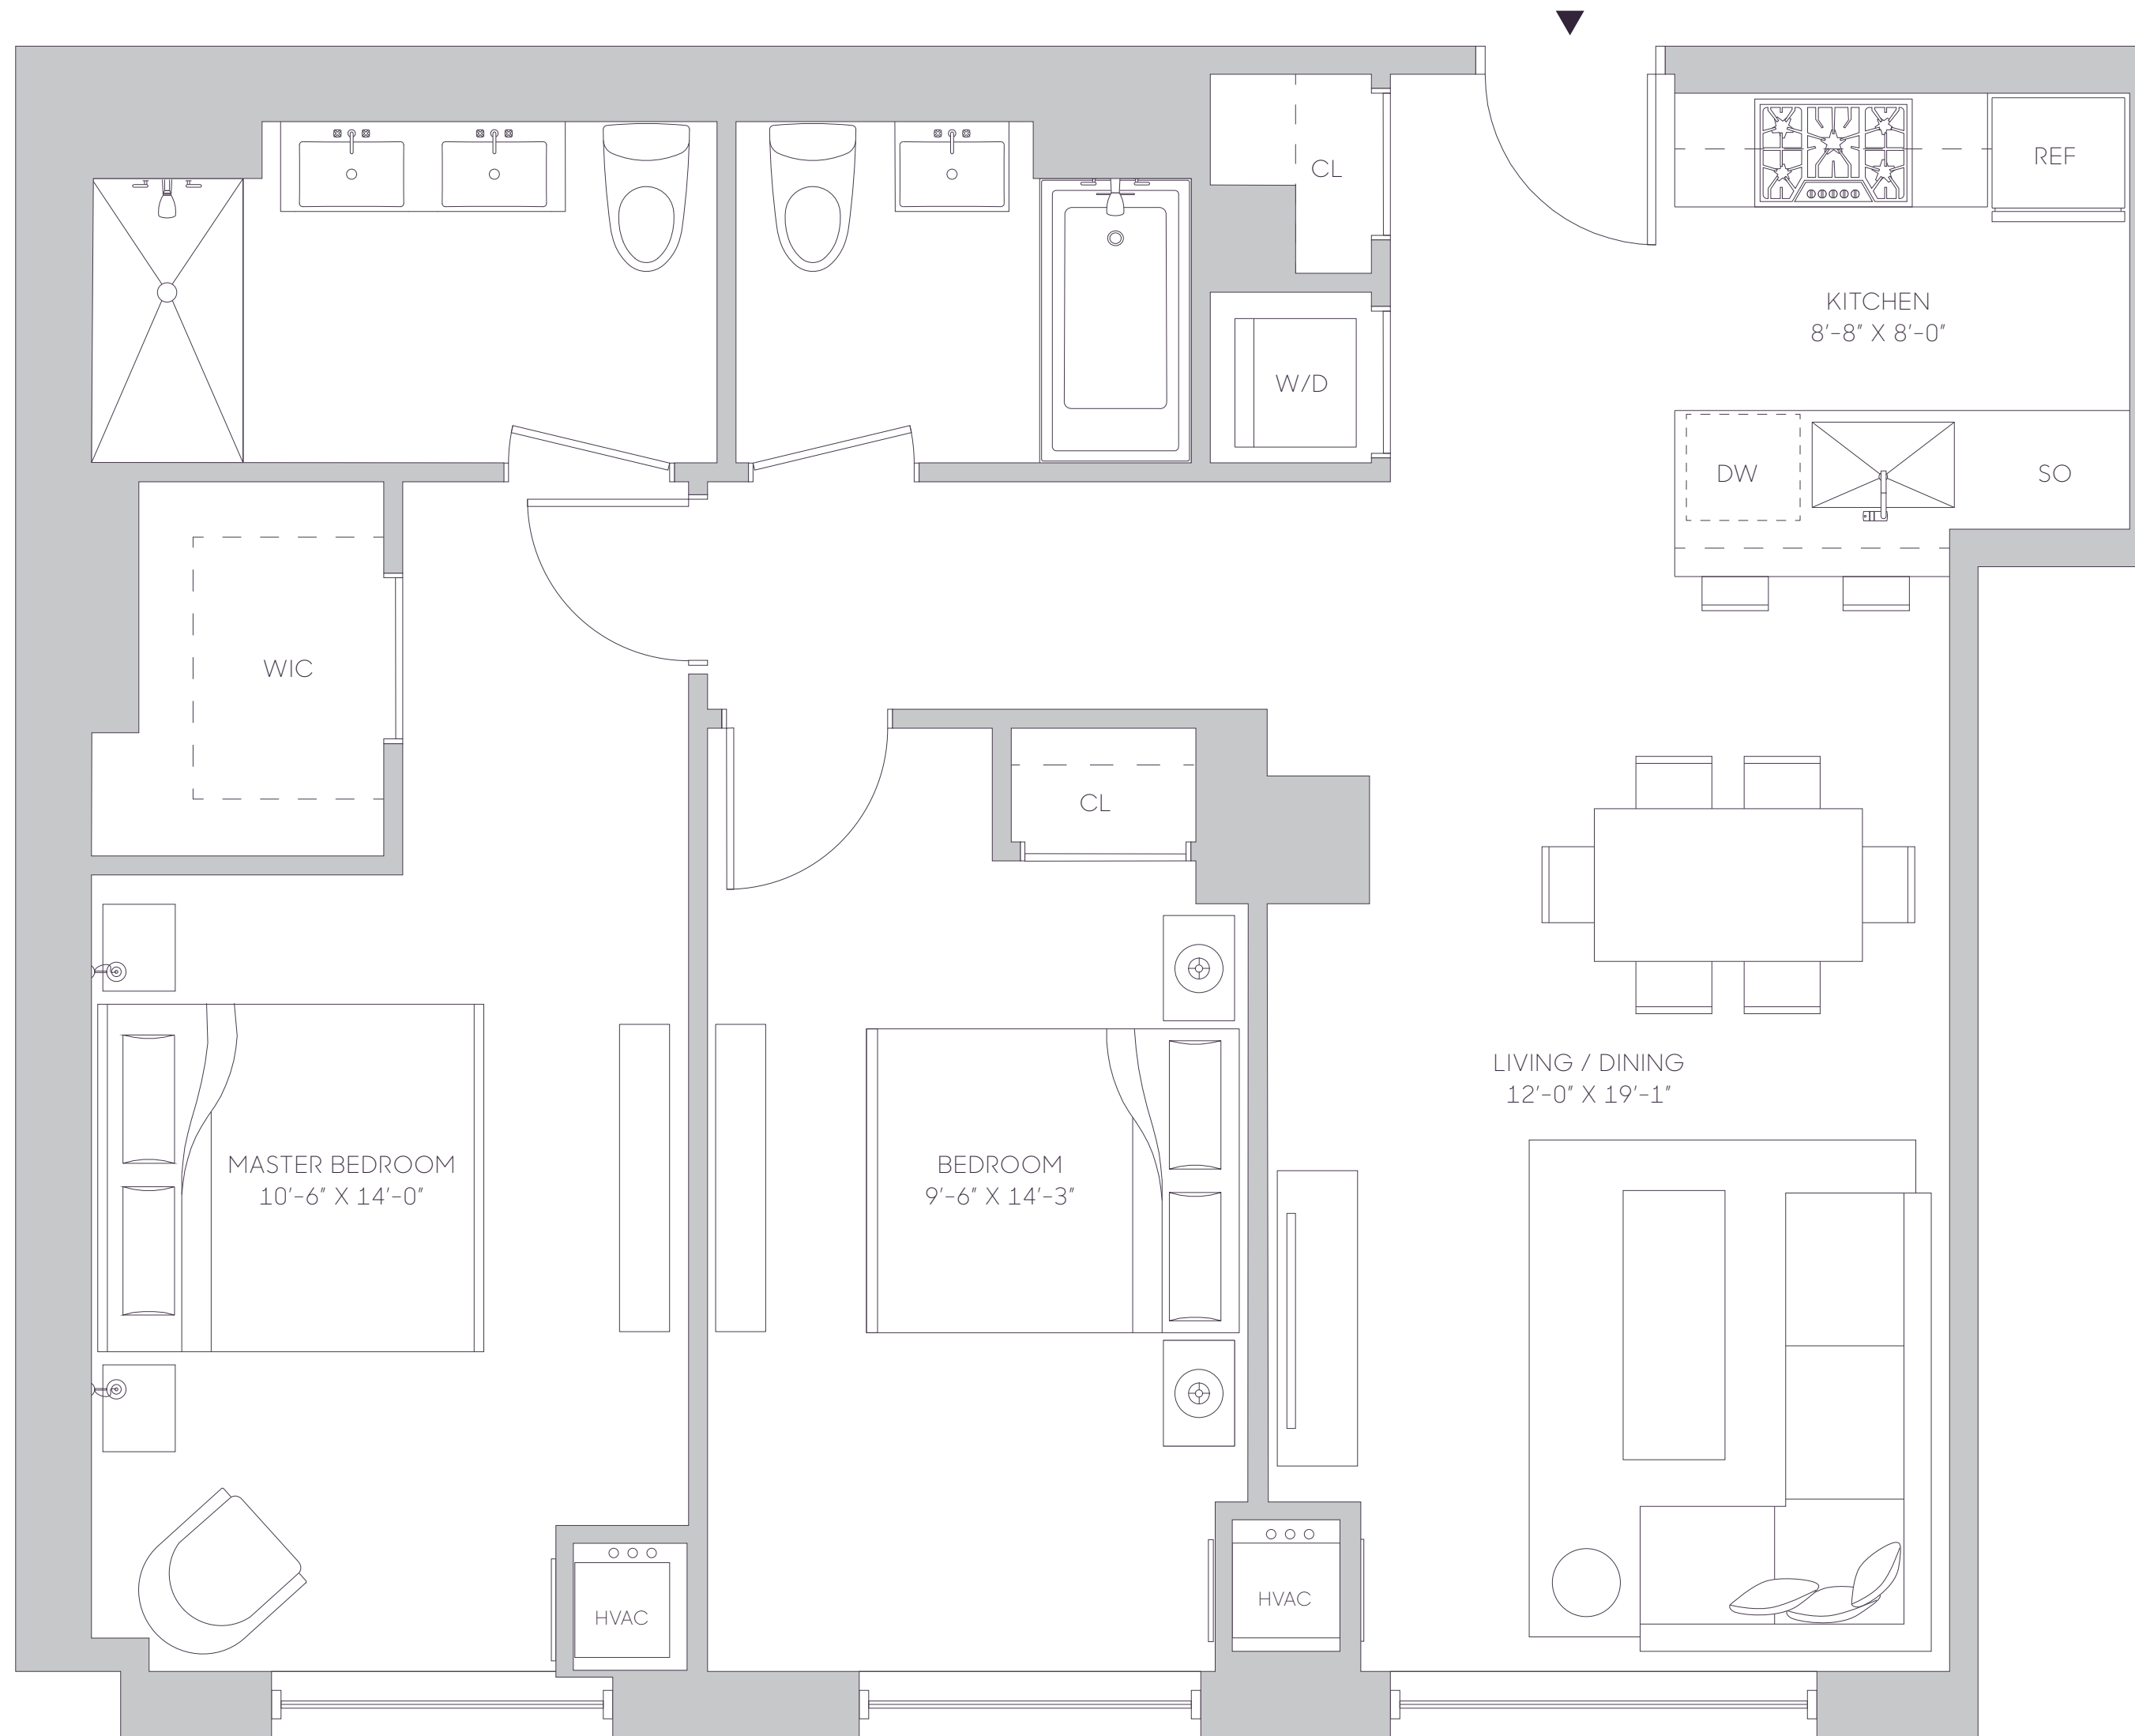 CL
REF
KITCHEN
8'-8" X 8'-0"
W/D
DW
SO
WIC
CL
LIVING / DINING
12'-0" X 19'-1"
MASTER BEDROOM
10'-6" X 14'-0"
BEDROOM
9'-6" X 14'-3"
HVAC
HVAC